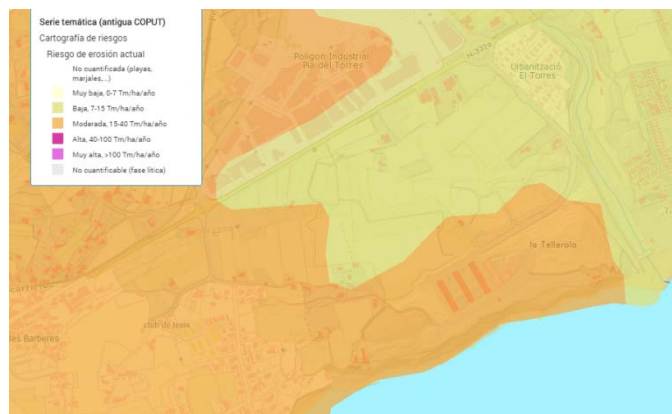 Serie temática (antigua COPUT)
Cartografía de riesgos
Riesgo de erosión actual
No cuantificada (playas,
marjales,...)
Muy baja, 0-7 Tm/ha/año
Baja, 7-15 Tm/ha/año
Moderada, 15-40 Tm/ha/año
Alta, 40-100 Tm/ha/año
Muy alta, >100 Tm/ha/año
No cuantificable (fase lítica)
Polígon Industrial
Pla del Torres
N-332a
Urbanització
El Torres
la Tellerola
club de tenis
les Barberes